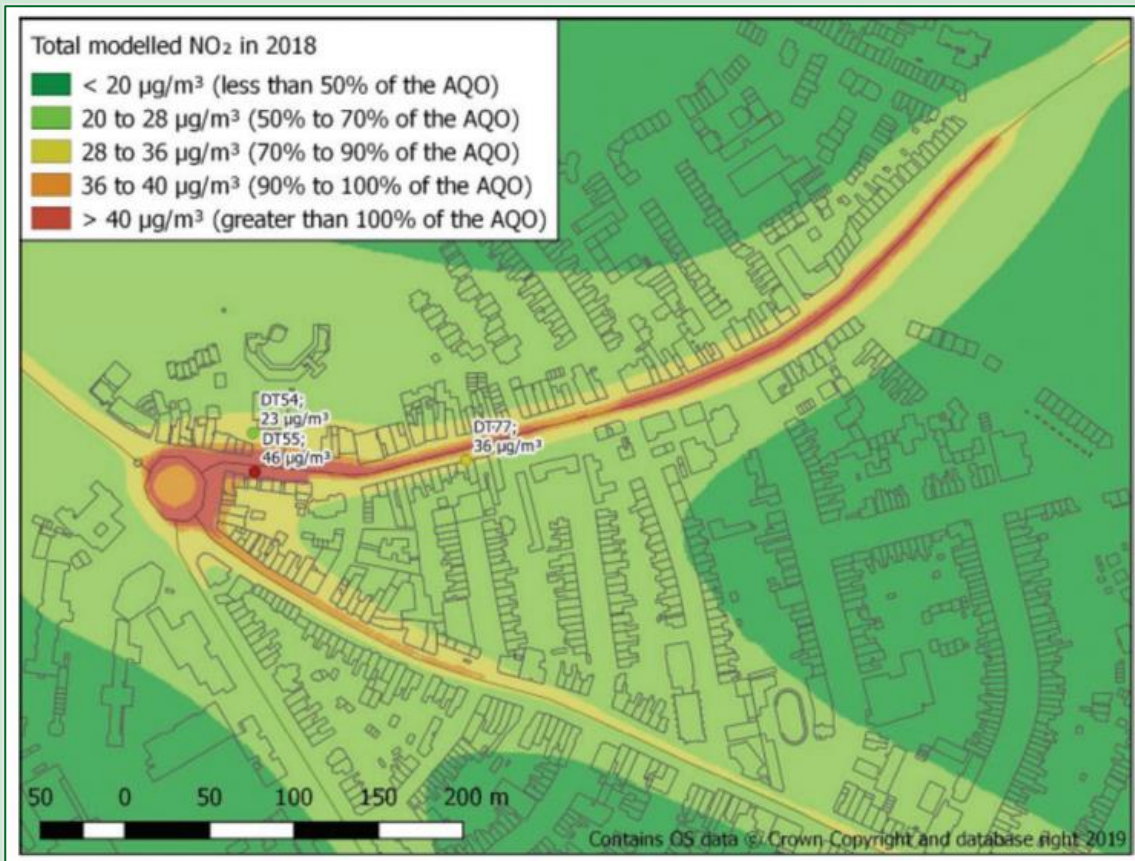 Total modelled NO₂ in 2018
< 20 µg/m³ (less than 50% of the AQO)
20 to 28 µg/m³ (50% to 70% of the AQO)
28 to 36 µg/m³ (70% to 90% of the AQO)
36 to 40 µg/m³ (90% to 100% of the AQO)
> 40 µg/m³ (greater than 100% of the AQO)
DT54;
23 µg/m³
DT55;
46 µg/m³
DT77;
36 µg/m³
50 0 50 100 150 200 m
Contains OS data © Crown Copyright and database right 2019